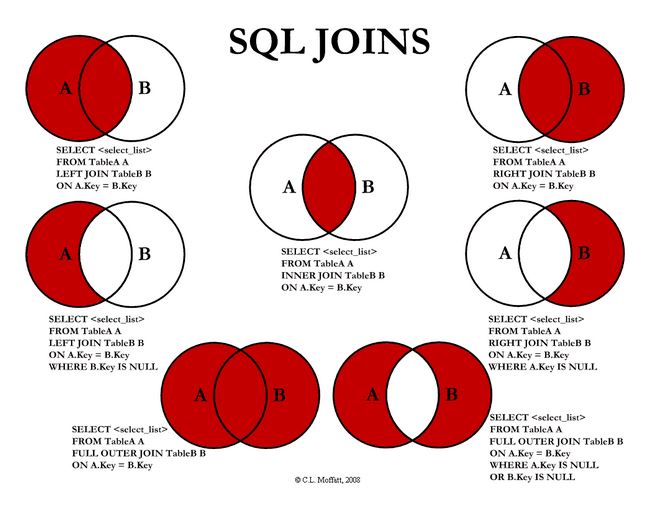 SQL JOINS
A B
SELECT <select_list>
FROM TableA A
LEFT JOIN TableB B
ON A.Key = B.Key
A B
SELECT <select_list>
FROM TableA A
RIGHT JOIN TableB B
ON A.Key = B.Key
A B
SELECT <select_list>
FROM TableA A
INNER JOIN TableB B
ON A.Key = B.Key
A B
SELECT <select_list>
FROM TableA A
LEFT JOIN TableB B
ON A.Key = B.Key
WHERE B.Key IS NULL
A B
SELECT <select_list>
FROM TableA A
RIGHT JOIN TableB B
ON A.Key = B.Key
WHERE A.Key IS NULL
A B
SELECT <select_list>
FROM TableA A
FULL OUTER JOIN TableB B
ON A.Key = B.Key
A B
SELECT <select_list>
FROM TableA A
FULL OUTER JOIN TableB B
ON A.Key = B.Key
WHERE A.Key IS NULL
OR B.Key IS NULL
© C.L. Moffatt, 2008